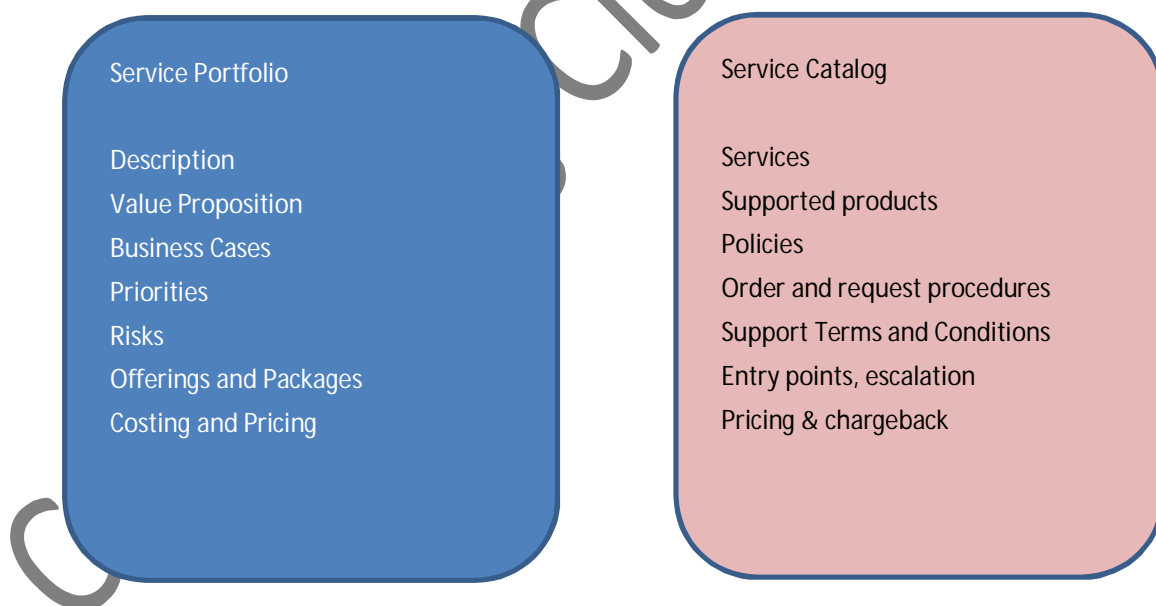 Service Portfolio
Description
Value Proposition
Business Cases
Priorities
Risks
Offerings and Packages
Costing and Pricing
Service Catalog
Services
Supported products
Policies
Order and request procedures
Support Terms and Conditions
Entry points, escalation
Pricing & chargeback